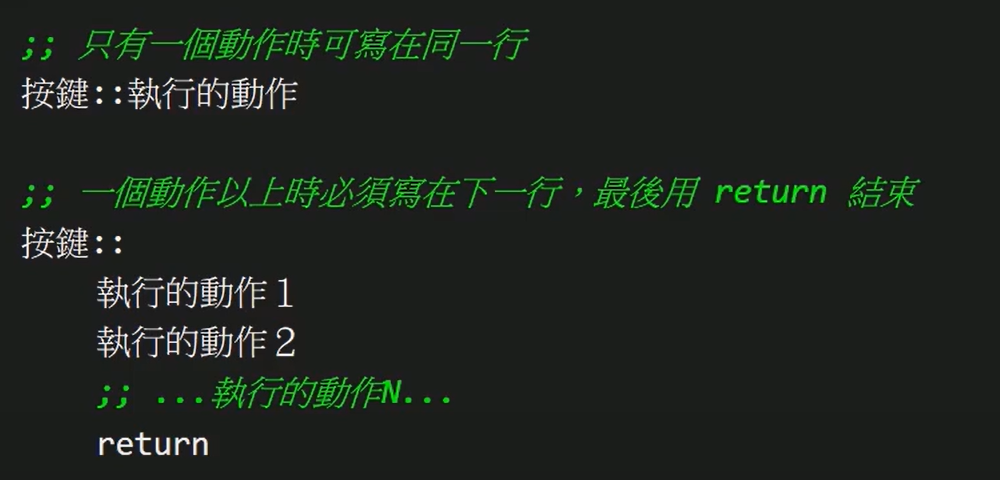 ;; 只有一個動作時可寫在同一行
按鍵::執行的動作
;; 一個動作以上時必須寫在下一行，最後用 return 結束
按鍵::
執行的動作１
執行的動作２
;; ...執行的動作N...
return